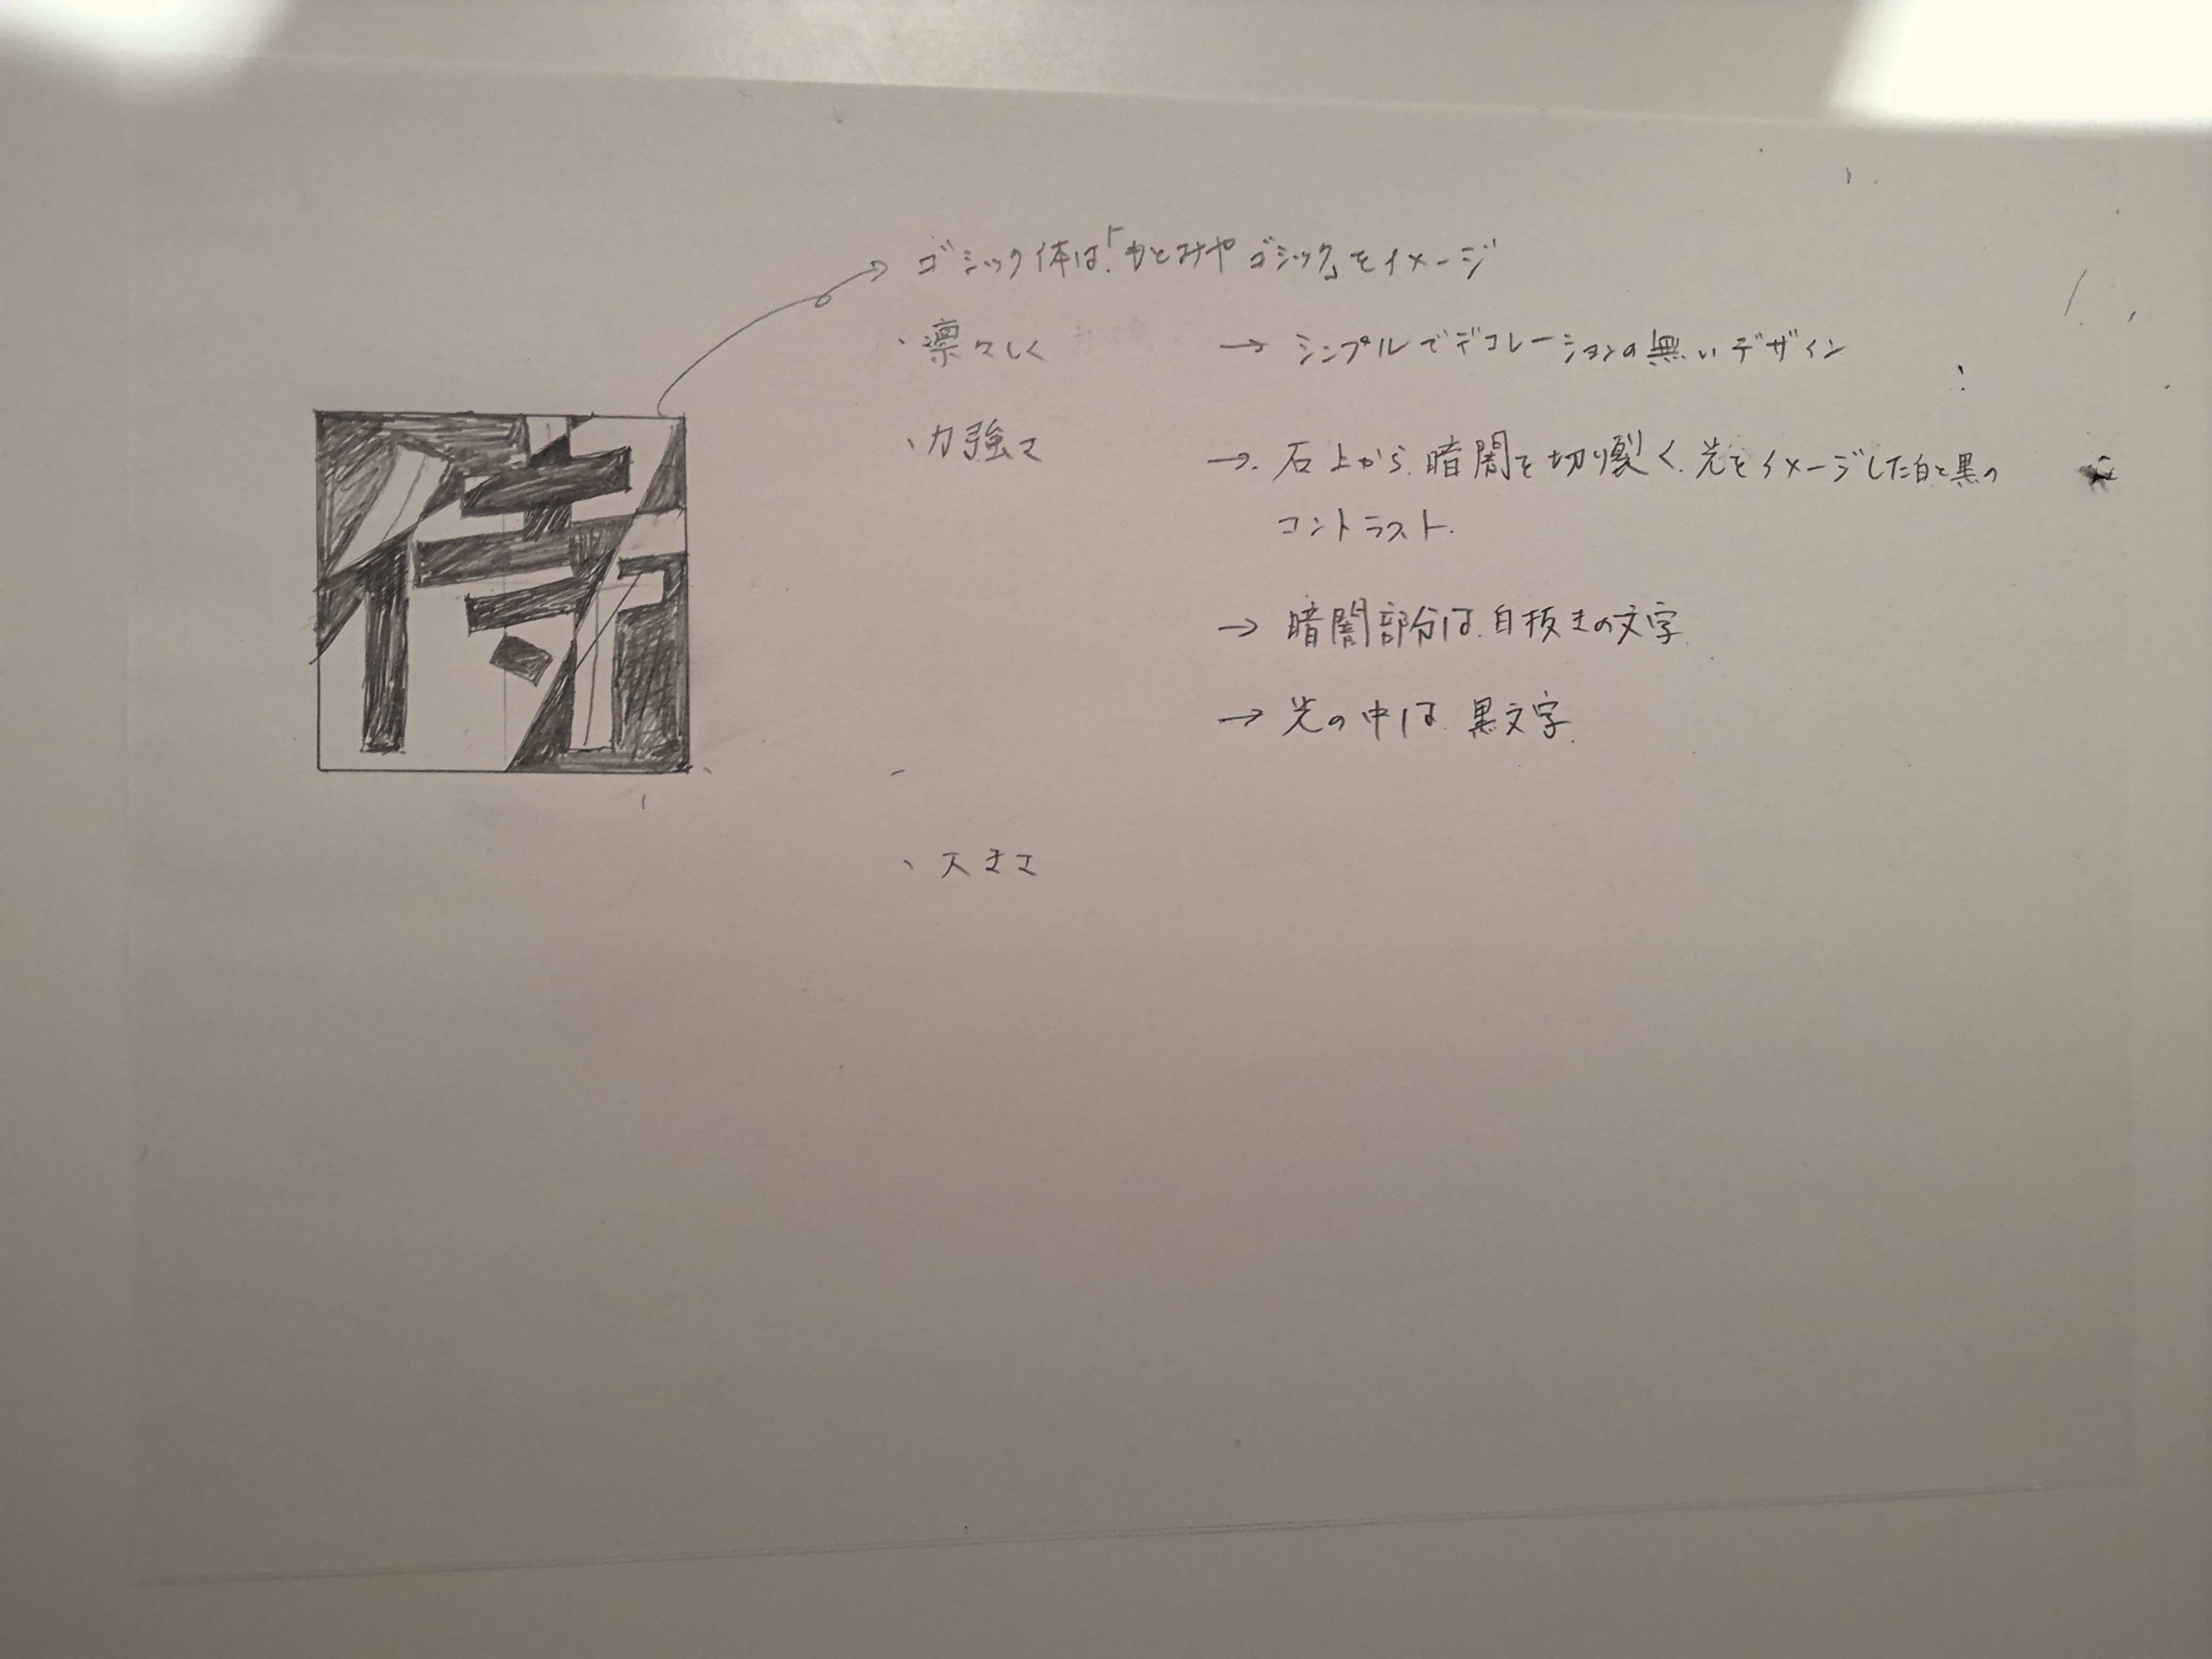 ゴシック体は「もとみやゴシック」をイメージ
・凛々しく → シンプルでデコレーションの無いデザイン
・力強さ → 右上から暗闇を切り裂く光をイメージした白と黒の
コントラスト.
→ 暗闇部分は白抜きの文字
→ 光の中は黒文字.
侍
・大きさ